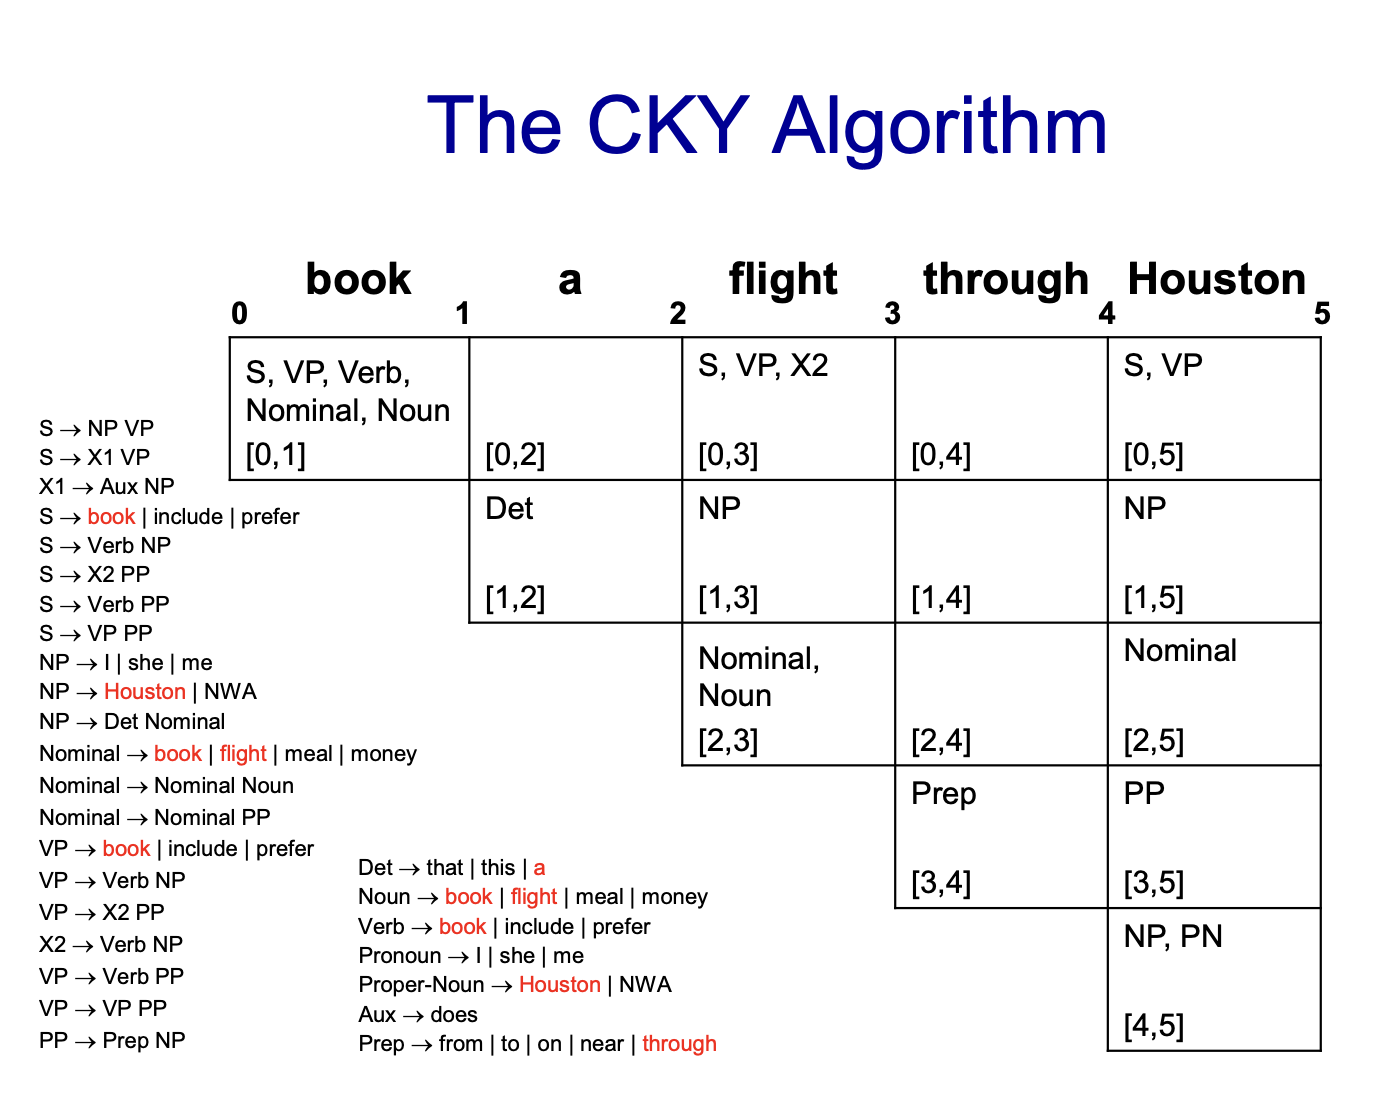 The CKY Algorithm
book a flight through Houston
0 1 2 3 4 5
S, VP, Verb,
Nominal, Noun
[0,1]
[0,2]
S, VP, X2
[0,3]
[0,4]
S, VP
[0,5]
Det
[1,2]
NP
[1,3]
[1,4]
NP
[1,5]
Nominal,
Noun
[2,3]
[2,4]
Nominal
[2,5]
Prep
[3,4]
PP
[3,5]
NP, PN
[4,5]
S → NP VP
S → X1 VP
X1 → Aux NP
S → book | include | prefer
S → Verb NP
S → X2 PP
S → Verb PP
S → VP PP
NP → I | she | me
NP → Houston | NWA
NP → Det Nominal
Nominal → book | flight | meal | money
Nominal → Nominal Noun
Nominal → Nominal PP
VP → book | include | prefer
VP → Verb NP
VP → X2 PP
X2 → Verb NP
VP → Verb PP
VP → VP PP
PP → Prep NP
Det → that | this | a
Noun → book | flight | meal | money
Verb → book | include | prefer
Pronoun → I | she | me
Proper-Noun → Houston | NWA
Aux → does
Prep → from | to | on | near | through